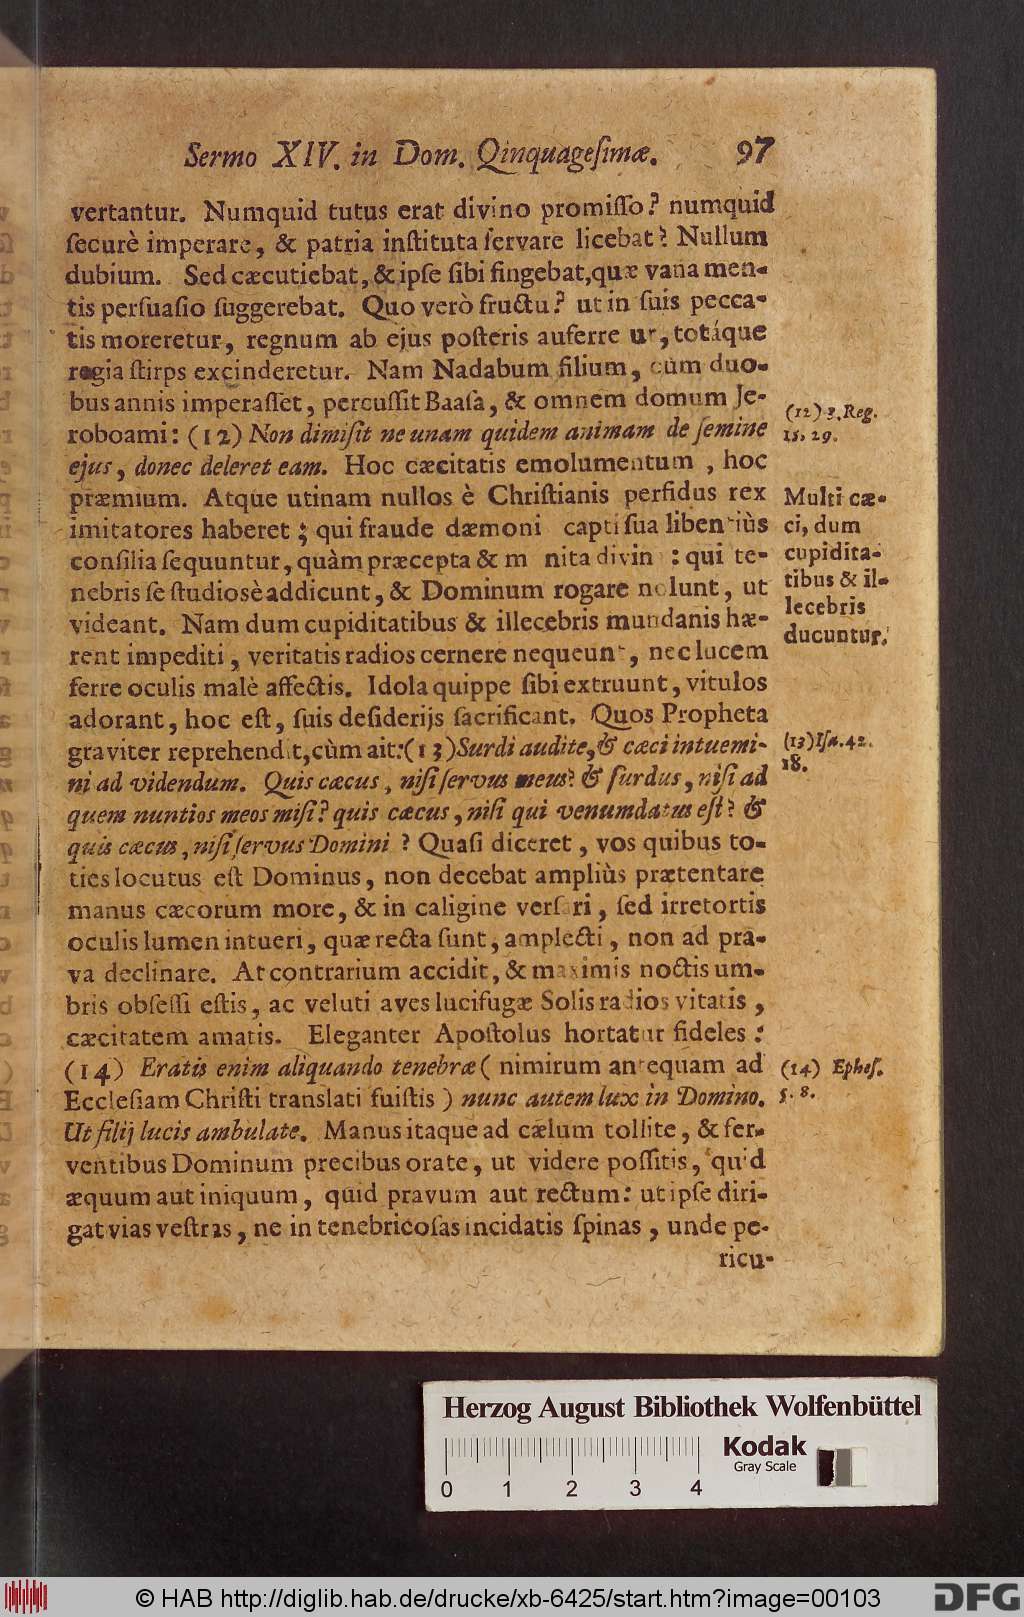 Sermo XIV. in Dom. Qinquageſimæ. 97
vertantur. Numquid tutus erat divino promiſſo? numquid
ſecurè imperare, & patria inſtituta ſervare licebat? Nullum
dubium. Sed cæcutiebat, & ipſe ſibi fingebat, quæ vana men-
tis perſuaſio ſuggerebat. Quo verò fructu? ut in ſuis pecca-
tis moreretur, regnum ab ejus poſteris auferretur, totáque
regia ſtirps excinderetur. Nam Nadabum filium, cùm duo-
bus annis imperaſſet, percuſſit Baaſa, & omnem domum Je-
roboami: (12) Non dimiſit ne unam quidem animam de ſemine
ejus, donec deleret eam. Hoc cæcitatis emolumentum, hoc
præmium. Atque utinam nullos è Chriſtianis perfidus rex
imitatores haberet; qui fraude dæmoni capti ſua libentiùs
conſilia ſequuntur, quàm præcepta & m nita divin : qui te-
nebris ſe ſtudiosè addicunt, & Dominum rogare nolunt, ut
videant. Nam dum cupiditatibus & illecebris mundanis hæ-
rent impediti, veritatis radios cernere nequeunt, nec lucem
ferre oculis malè affectis. Idola quippe ſibi extruunt, vitulos
adorant, hoc eſt, ſuis deſiderijs ſacrificant. Quos Propheta
graviter reprehendit, cùm ait: (13) Surdi audite, & cæci intuemi-
ni ad videndum. Quis cæcus, niſi ſervus meus? & ſurdus, niſi ad
quem nuntios meos miſi? quis cæcus, niſi qui venumdatus eſt? &
quis cæcus, niſi ſervus Domini? Quaſi diceret, vos quibus to-
ties locutus eſt Dominus, non decebat ampliùs prætentare
manus cæcorum more, & in caligine verſari, ſed irretortis
oculis lumen intueri, quæ recta ſunt, amplecti, non ad pra-
va declinare. At contrarium accidit, & maximis noctis um-
bris obſeſſi eſtis, ac veluti aves lucifugæ Solis radios vitatis,
cæcitatem amatis. Eleganter Apoſtolus hortatur fideles:
(14) Eratis enim aliquando tenebræ (nimirum antequam ad
Eccleſiam Chriſti translati fuiſtis) nunc autem lux in Domino.
Ut filij lucis ambulate. Manus itaque ad cælum tollite, & fer-
ventibus Dominum precibus orate, ut videre poſſitis, quid
æquum aut iniquum, quid pravum aut rectum: ut ipſe diri-
gat vias veſtras, ne in tenebricoſas incidatis ſpinas, unde pe-
ricu-
(12) 3. Reg.
15. 29.
Multi cæ-
ci, dum
cupidita-
tibus & il-
lecebris
ducuntur.
(13) Iſa. 42.
18.
(14) Epheſ.
5. 8.
Herzog August Bibliothek Wolfenbüttel
Kodak
Gray Scale
0 1 2 3 4
© HAB http://diglib.hab.de/drucke/xb-6425/start.htm?image=00103
DFG